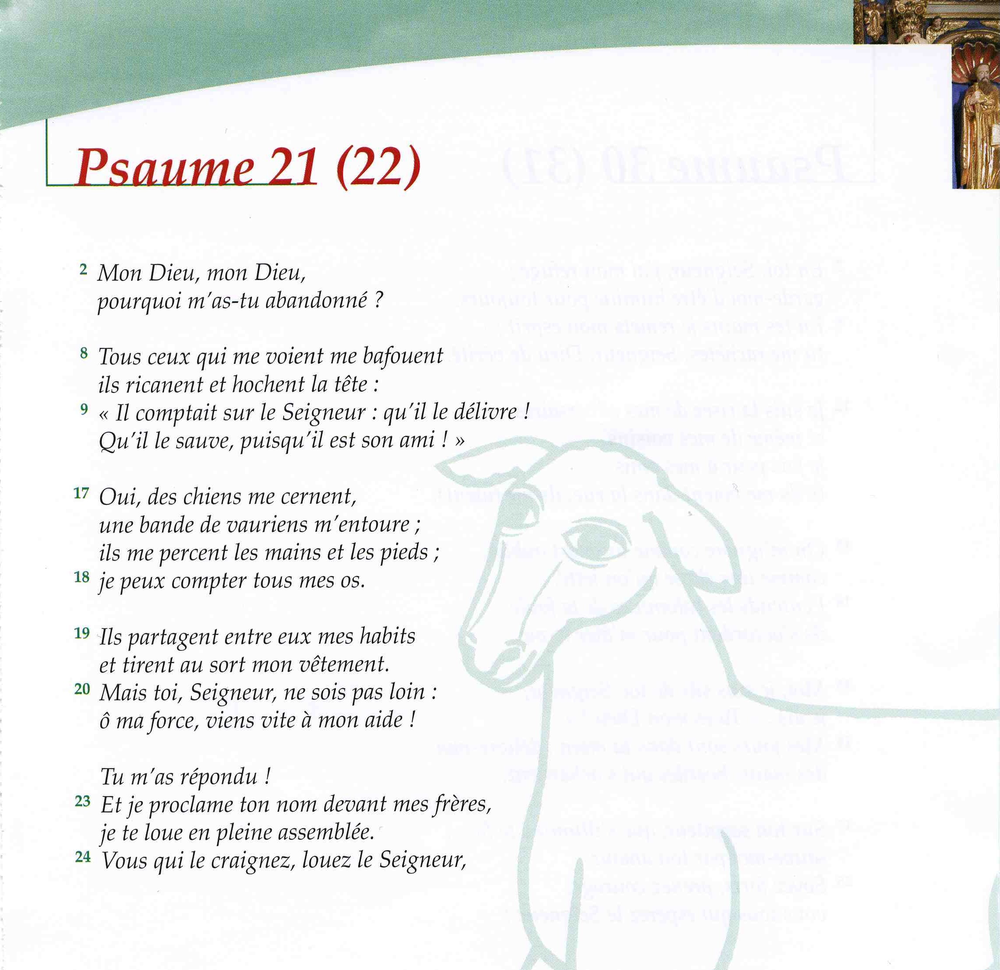 Psaume 21 (22)
2 Mon Dieu, mon Dieu,
pourquoi m'as-tu abandonné ?
8 Tous ceux qui me voient me bafouent
ils ricanent et hochent la tête :
9 « Il comptait sur le Seigneur : qu'il le délivre !
Qu'il le sauve, puisqu'il est son ami ! »
17 Oui, des chiens me cernent,
une bande de vauriens m'entoure ;
ils me percent les mains et les pieds ;
18 je peux compter tous mes os.
19 Ils partagent entre eux mes habits
et tirent au sort mon vêtement.
20 Mais toi, Seigneur, ne sois pas loin :
ô ma force, viens vite à mon aide !
Tu m'as répondu !
23 Et je proclame ton nom devant mes frères,
je te loue en pleine assemblée.
24 Vous qui le craignez, louez le Seigneur,